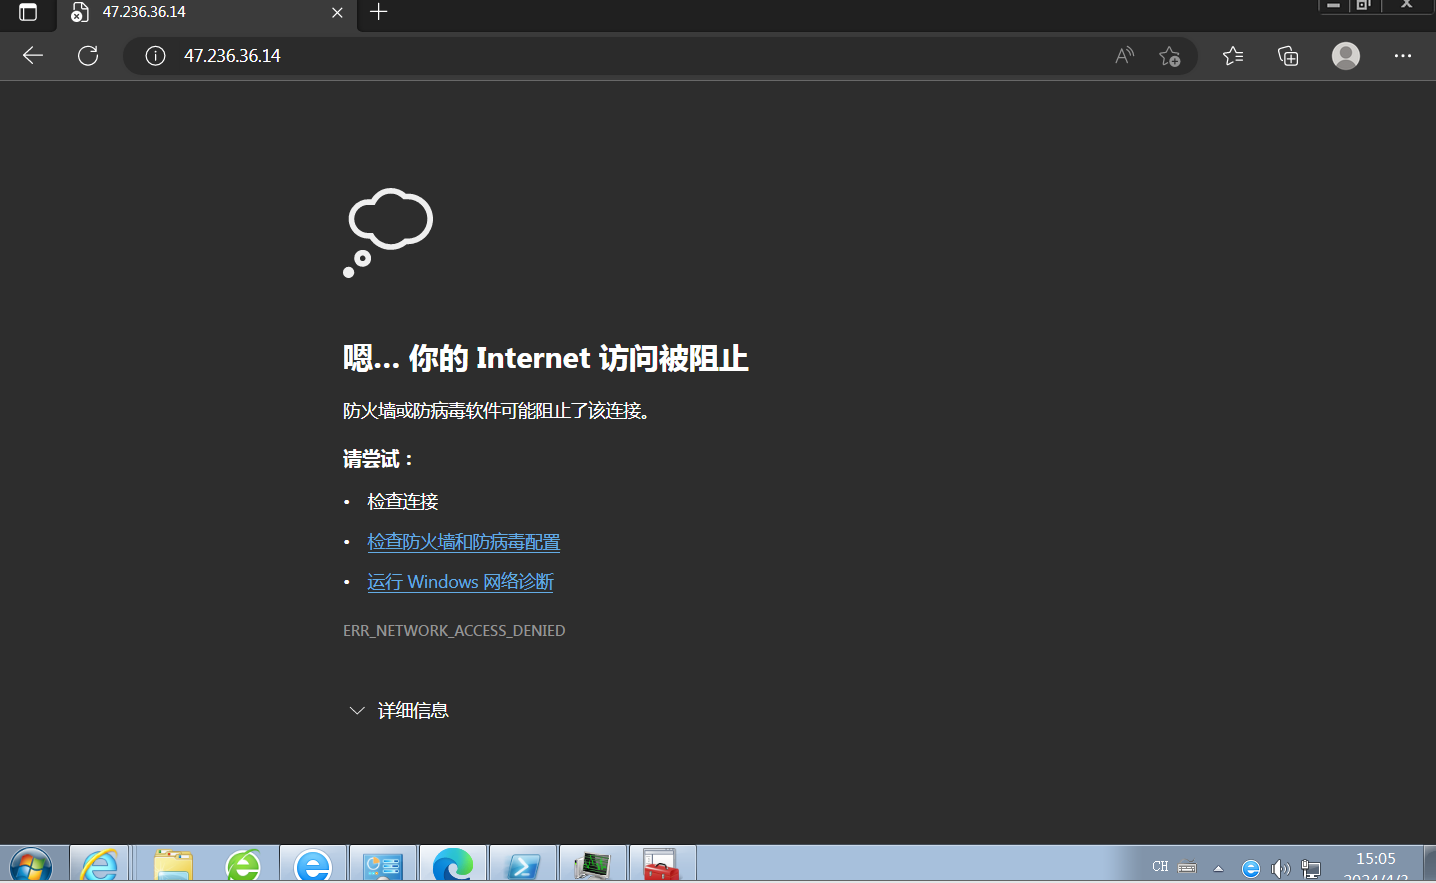 47.236.36.14
47.236.36.14
嗯... 你的 Internet 访问被阻止
防火墙或防病毒软件可能阻止了该连接。
请尝试：
• 检查连接
• 检查防火墙和防病毒配置
• 运行 Windows 网络诊断
ERR_NETWORK_ACCESS_DENIED
详细信息
CH
15:05
2024/4/3